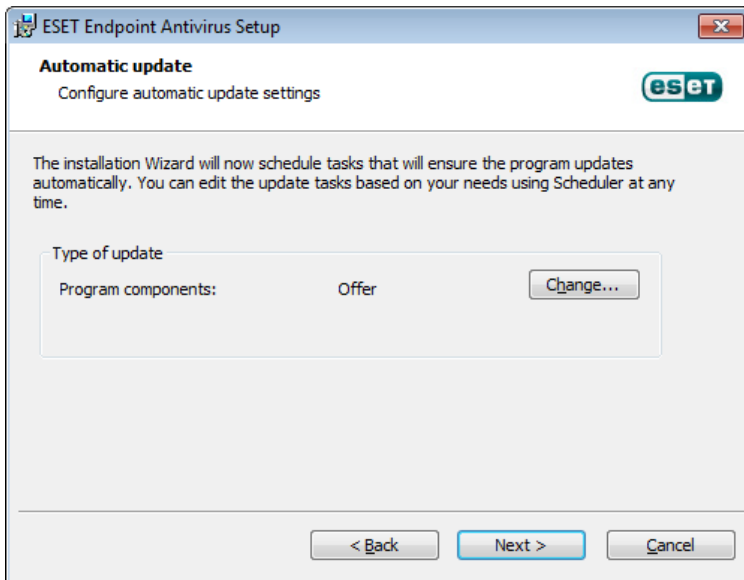 ESET Endpoint Antivirus Setup
Automatic update
Configure automatic update settings
eseT
The installation Wizard will now schedule tasks that will ensure the program updates
automatically. You can edit the update tasks based on your needs using Scheduler at any
time.
Type of update
Program components: Offer Change...
< Back Next > Cancel